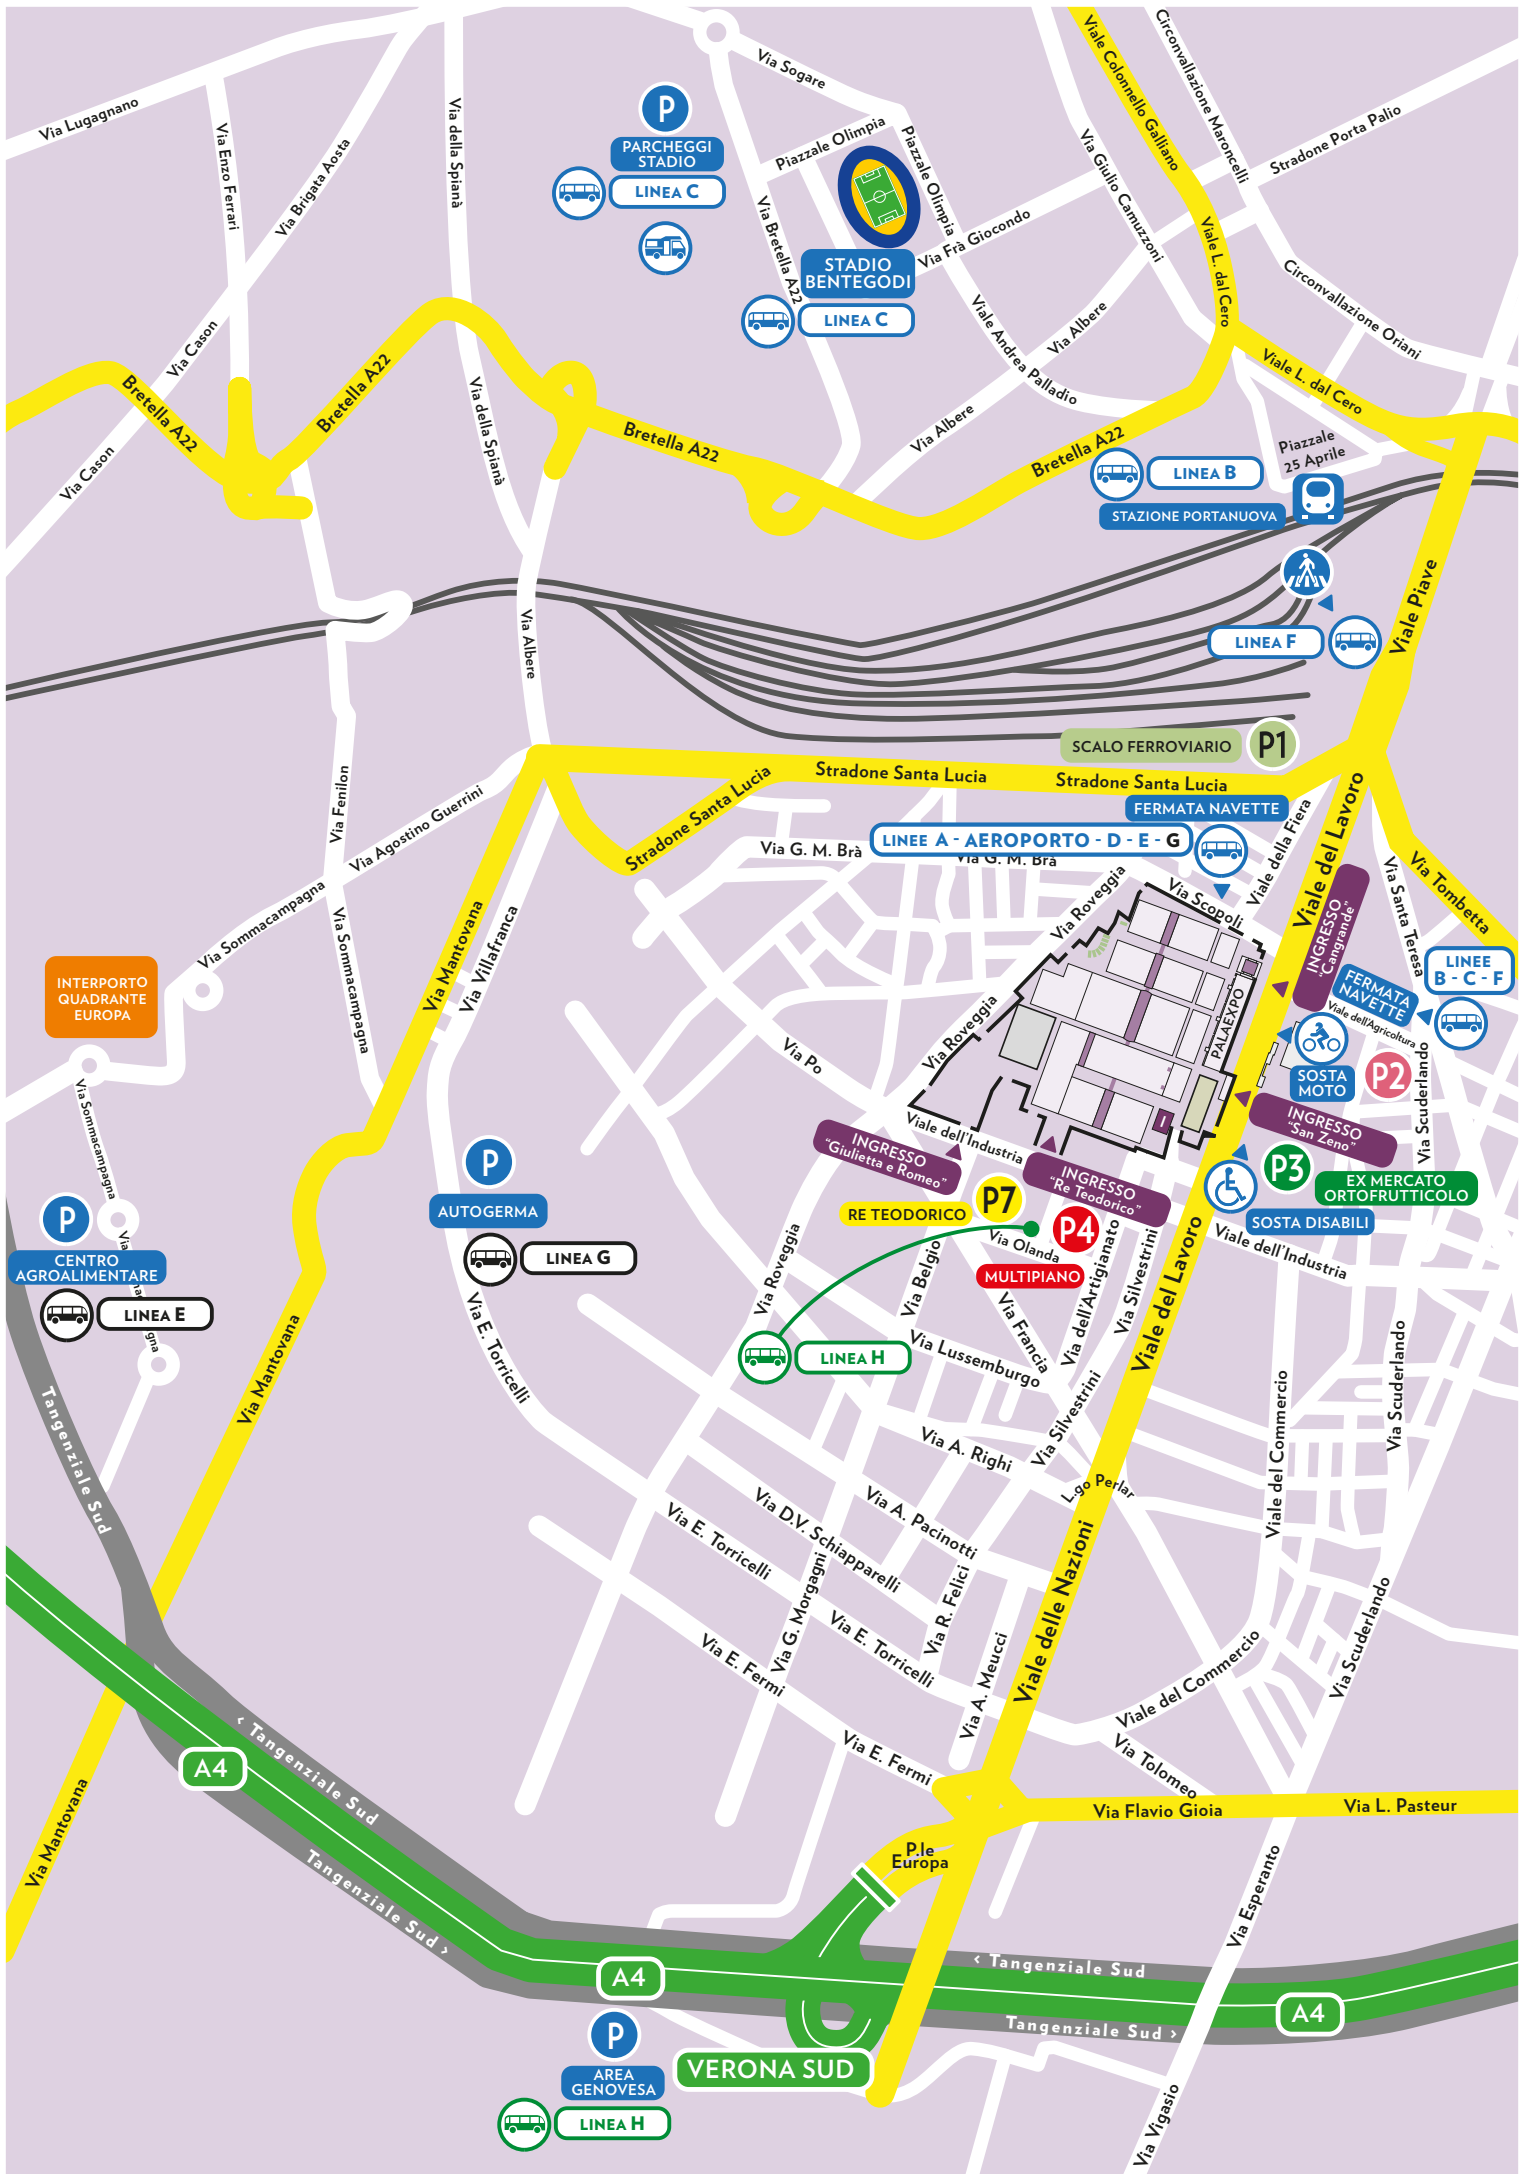 Via Lugagnano
Via Enzo Ferrari
Via Brigata Aosta
Via della Spianà
P
PARCHEGGI
STADIO
LINEA C
Via Sogare
Piazzale Olimpia
Piazzale Olimpia
Via Bretella A22
STADIO
BENTEGODI
LINEA C
Via Frà Giocondo
Viale Colonnello Galliano
Circonvallazione Maroncelli
Stradone Porta Palio
Via Giulio Camuzzoni
Viale L. dal Cero
Circonvallazione Oriani
Viale Andrea Palladio
Via Albere
Viale L. dal Cero
Via Cason
Bretella A22
Bretella A22
Via Cason
Via della Spianà
Bretella A22
Via Albere
Bretella A22
Piazzale
25 Aprile
LINEA B
STAZIONE PORTANUOVA
Viale Piave
LINEA F
Via Albere
SCALO FERROVIARIO
P1
Stradone Santa Lucia
Stradone Santa Lucia
Stradone Santa Lucia
FERMATA NAVETTE
LINEE A - AEROPORTO - D - E - G
Via Fenilon
Via Agostino Guerrini
Via G. M. Brà
Via G. M. Brà
Via Roveggia
Via Scopoli
Viale della Fiera
Viale del Lavoro
Via Santa Teresa
Via Tombetta
Via Sommacampagna
Via Sommacampagna
Via Mantovana
Via Villafranca
INTERPORTO
QUADRANTE
EUROPA
INGRESSO
“Cangrande”
LINEE
B - C - F
FERMATA
NAVETTE
Viale dell'Agricoltura
PALAEXPO
Via Roveggia
Via Po
SOSTA
MOTO
P2
Via Scuderlando
INGRESSO
“San Zeno”
I
Via Sommacampagna
P
AUTOGERMA
LINEA G
Viale dell'Industria
INGRESSO
“Giulietta e Romeo”
INGRESSO
“Re Teodorico”
P3
EX MERCATO
ORTOFRUTTICOLO
SOSTA DISABILI
Viale dell'Industria
P7
RE TEODORICO
P4
MULTIPIANO
Via Olanda
P
CENTRO
AGROALIMENTARE
LINEA E
Via Roveggia
Via Belgio
Via Francia
Via dell'Artigianato
Via Silvestrini
Viale del Lavoro
LINEA H
Via Lussemburgo
Via E. Torricelli
Via Mantovana
Tangenziale Sud
Via A. Righi
Via Silvestrini
L.go Perlar
Viale del Commercio
Via Scuderlando
Via E. Torricelli
Via D.V. Schiapparelli
Via A. Pacinotti
Via G. Morgagni
Via R. Felici
Via E. Torricelli
Via A. Meucci
Viale delle Nazioni
Via E. Fermi
Via E. Fermi
Viale del Commercio
Via Scuderlando
Via Tolomeo
Via Flavio Gioia
Via L. Pasteur
‹ Tangenziale Sud
A4
Via Mantovana
Tangenziale Sud ›
P.le
Europa
Via Esperanto
‹ Tangenziale Sud
A4
A4
Tangenziale Sud ›
P
AREA
GENOVESA
LINEA H
VERONA SUD
Via Vigasio